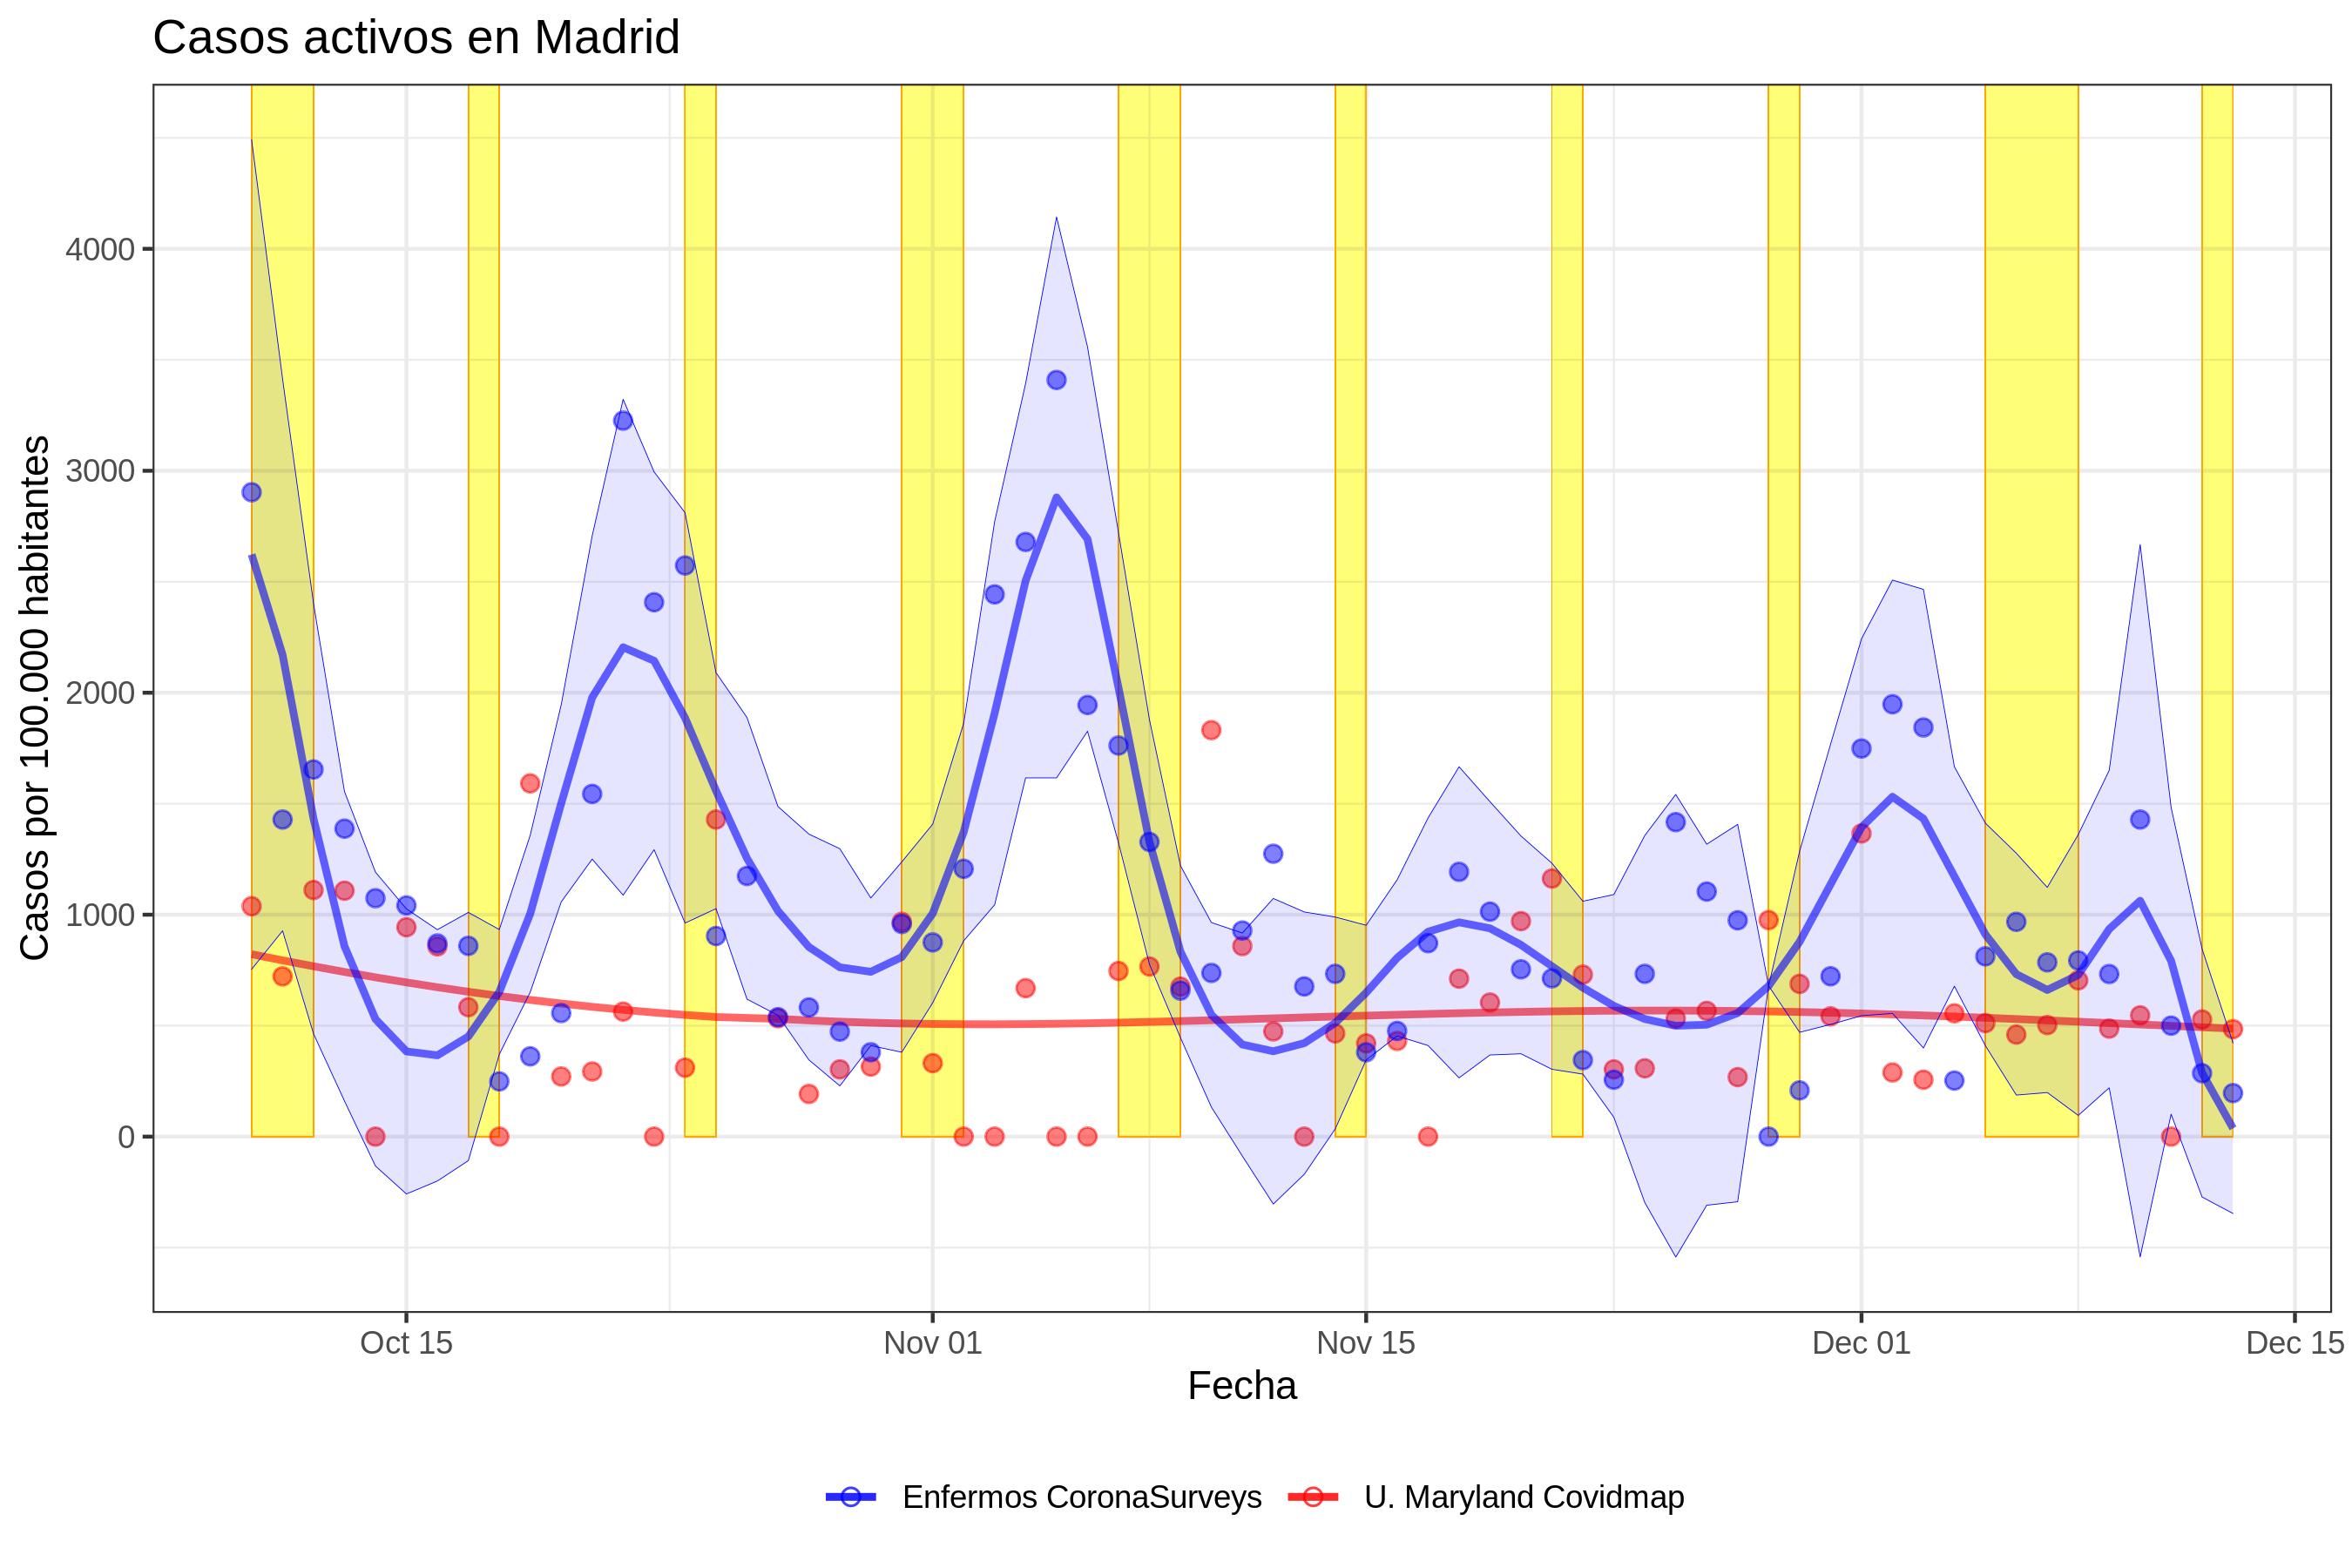 Casos activos en Madrid
Casos por 100.000 habitantes
4000
3000
2000
1000
0
Oct 15
Nov 01
Nov 15
Dec 01
Dec 15
Fecha
Enfermos CoronaSurveys
U. Maryland Covidmap